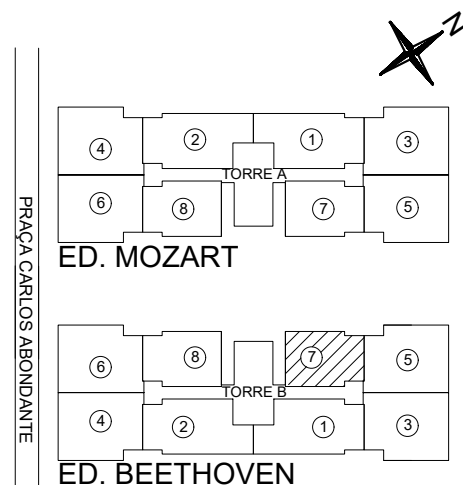 N
4
2
1
3
TORRE A
6
8
7
5
ED. MOZART
PRAÇA CARLOS ABONDANTE
6
8
7
5
TORRE B
4
2
1
3
ED. BEETHOVEN